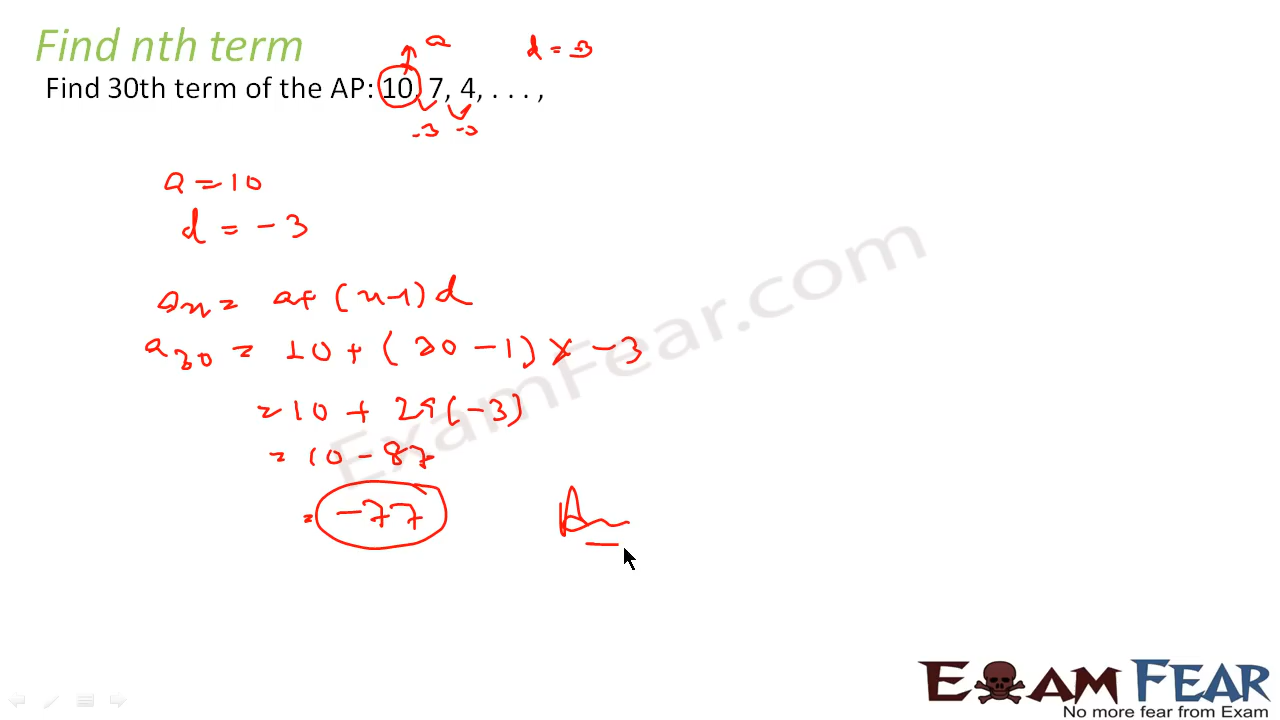 Find nth term
a
d = -3
Find 30th term of the AP: 10, 7, 4, . . . ,
-3 -3
a = 10
d = - 3
an = a+ (n-1) d
a30 = 10 + (30 - 1) x - 3
= 10 + 29(-3)
= 10 - 87
= -77
Ans
ExamFear.com
EXAM FEAR
No more fear from Exam